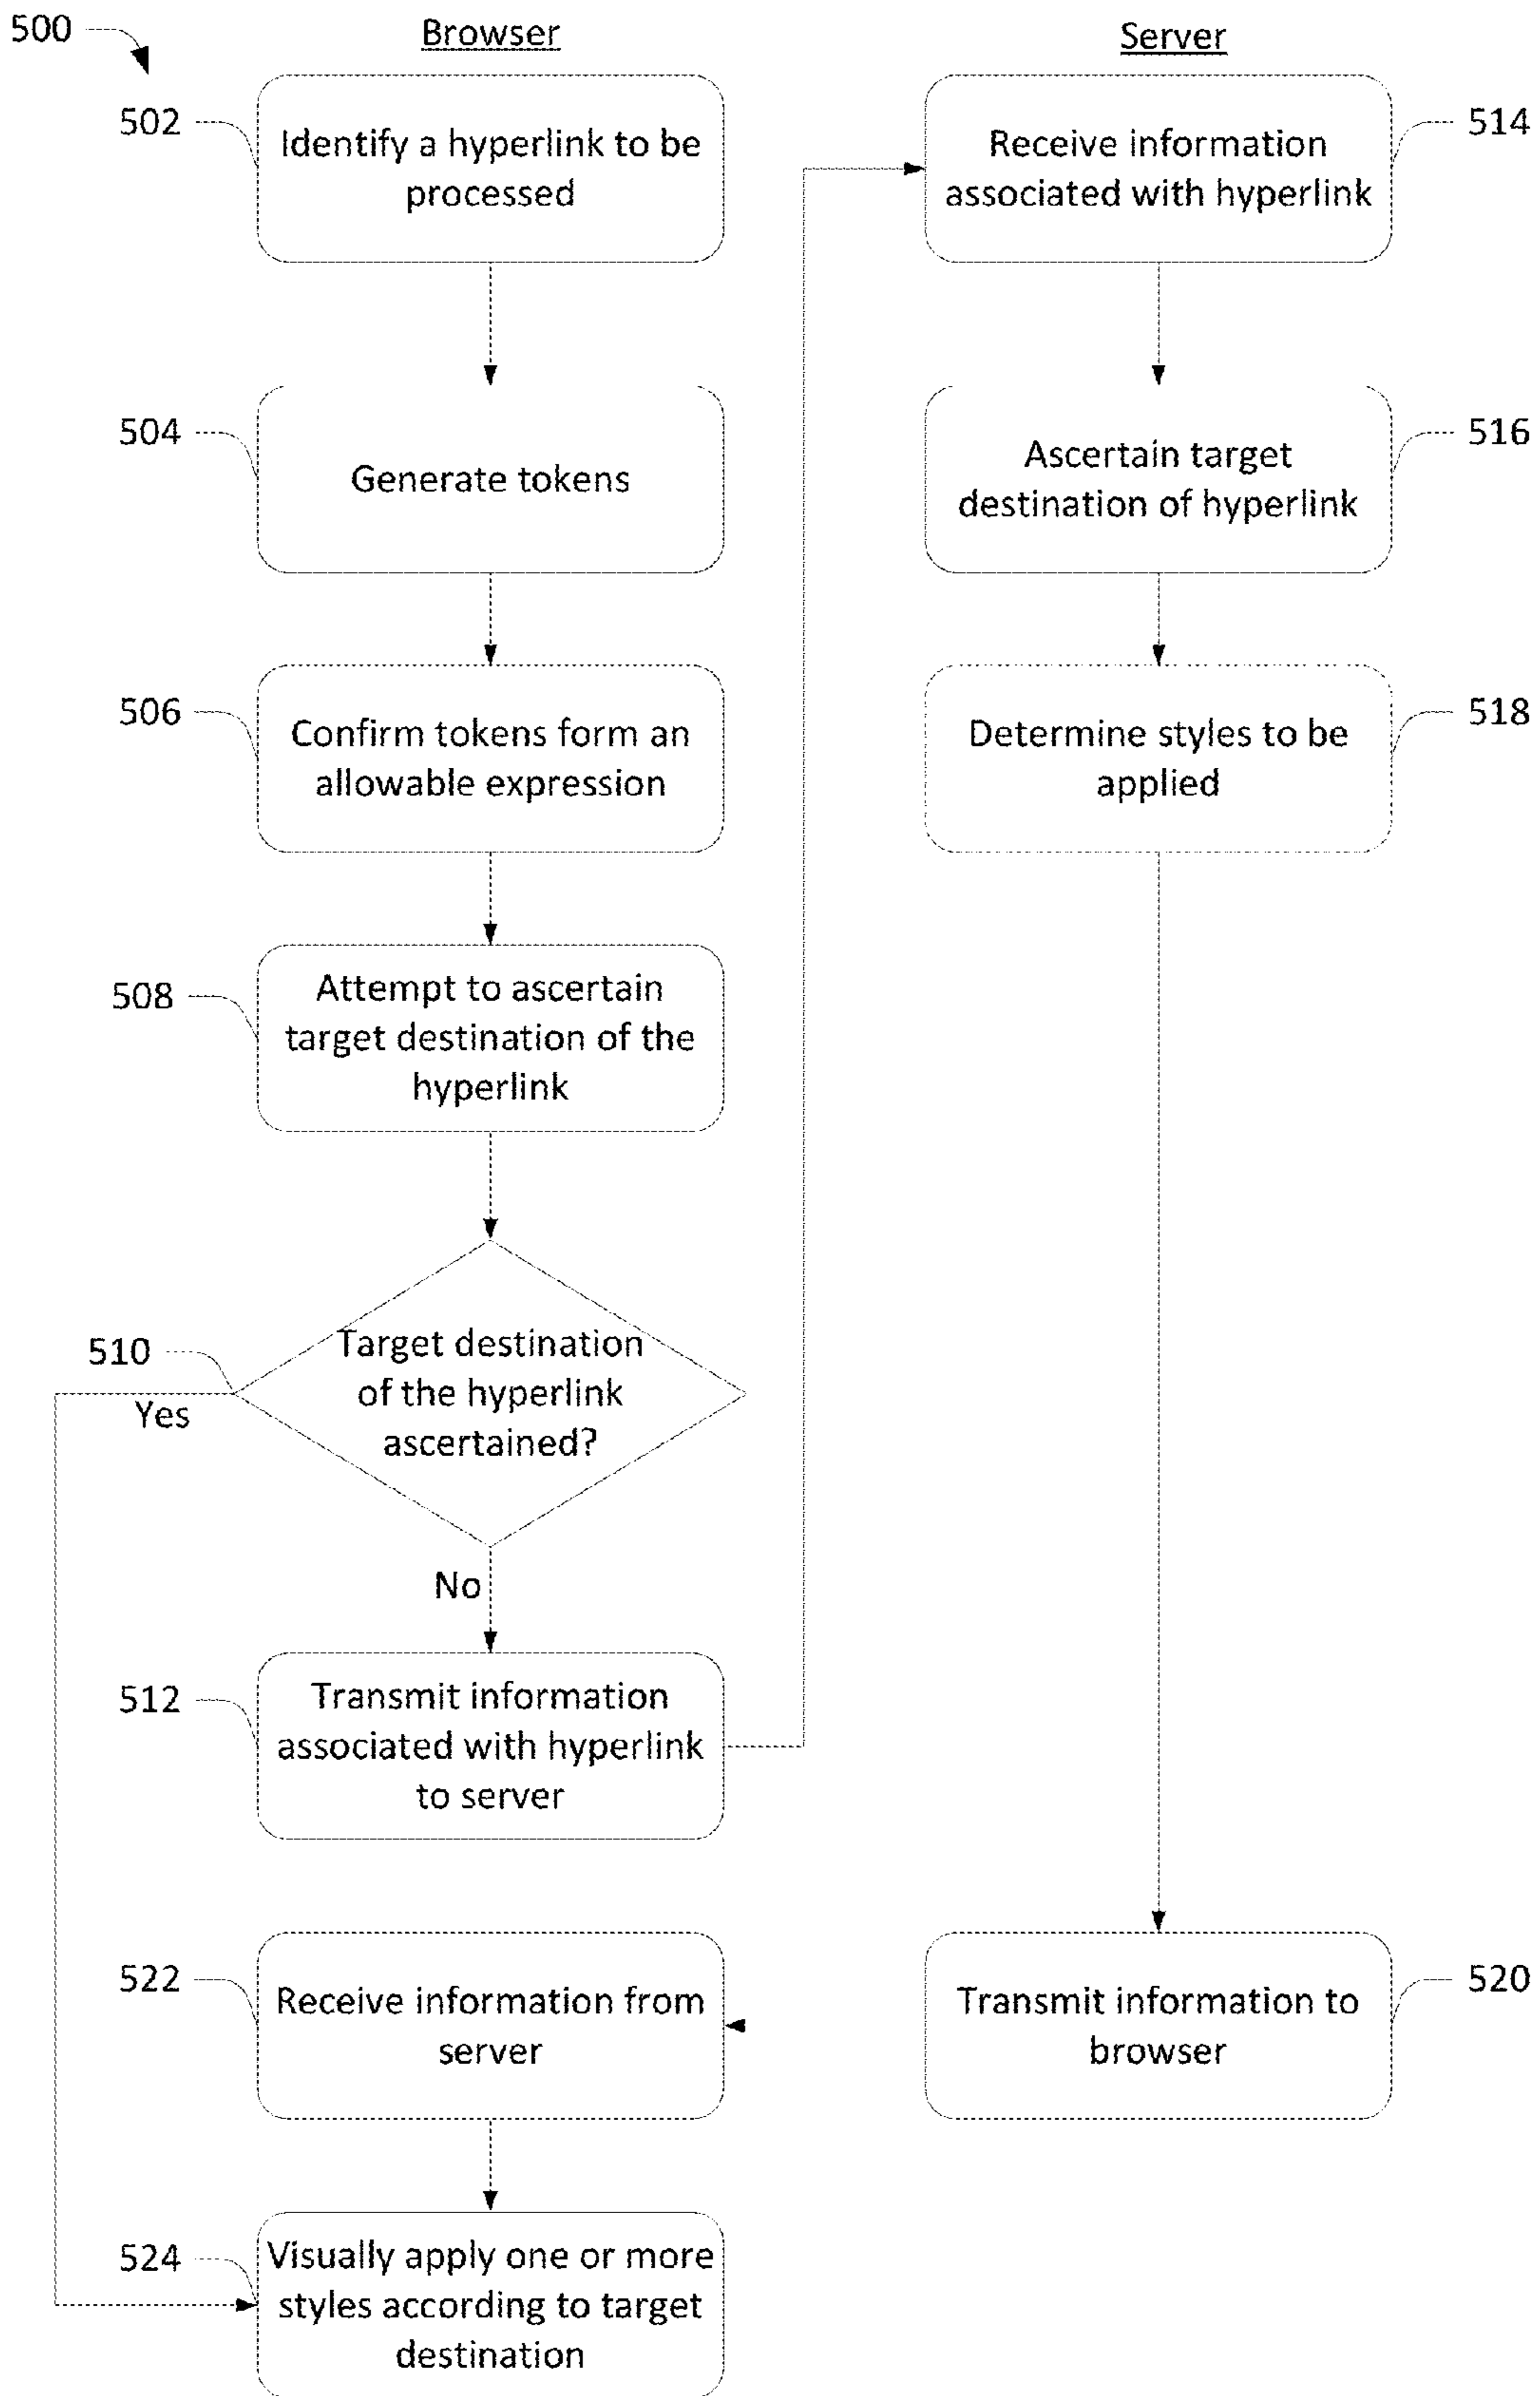 500
Browser
Server
502
Identify a hyperlink to be
processed
514
Receive information
associated with hyperlink
504
Generate tokens
516
Ascertain target
destination of hyperlink
506
Confirm tokens form an
allowable expression
518
Determine styles to be
applied
508
Attempt to ascertain
target destination of the
hyperlink
510
Target destination
of the hyperlink
ascertained?
Yes
No
512
Transmit information
associated with hyperlink
to server
522
Receive information from
server
520
Transmit information to
browser
524
Visually apply one or more
styles according to target
destination